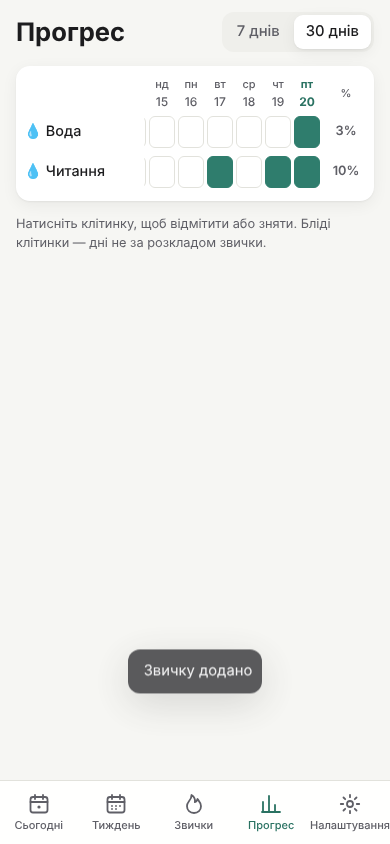 Прогрес
7 днів
30 днів
нд пн вт ср чт пт %
15 16 17 18 19 20
Вода 3%
Читання 10%
Натисніть клітинку, щоб відмітити або зняти. Бліді
клітинки — дні не за розкладом звички.
Звичку додано
Сьогодні Тиждень Звички Прогрес Налаштування